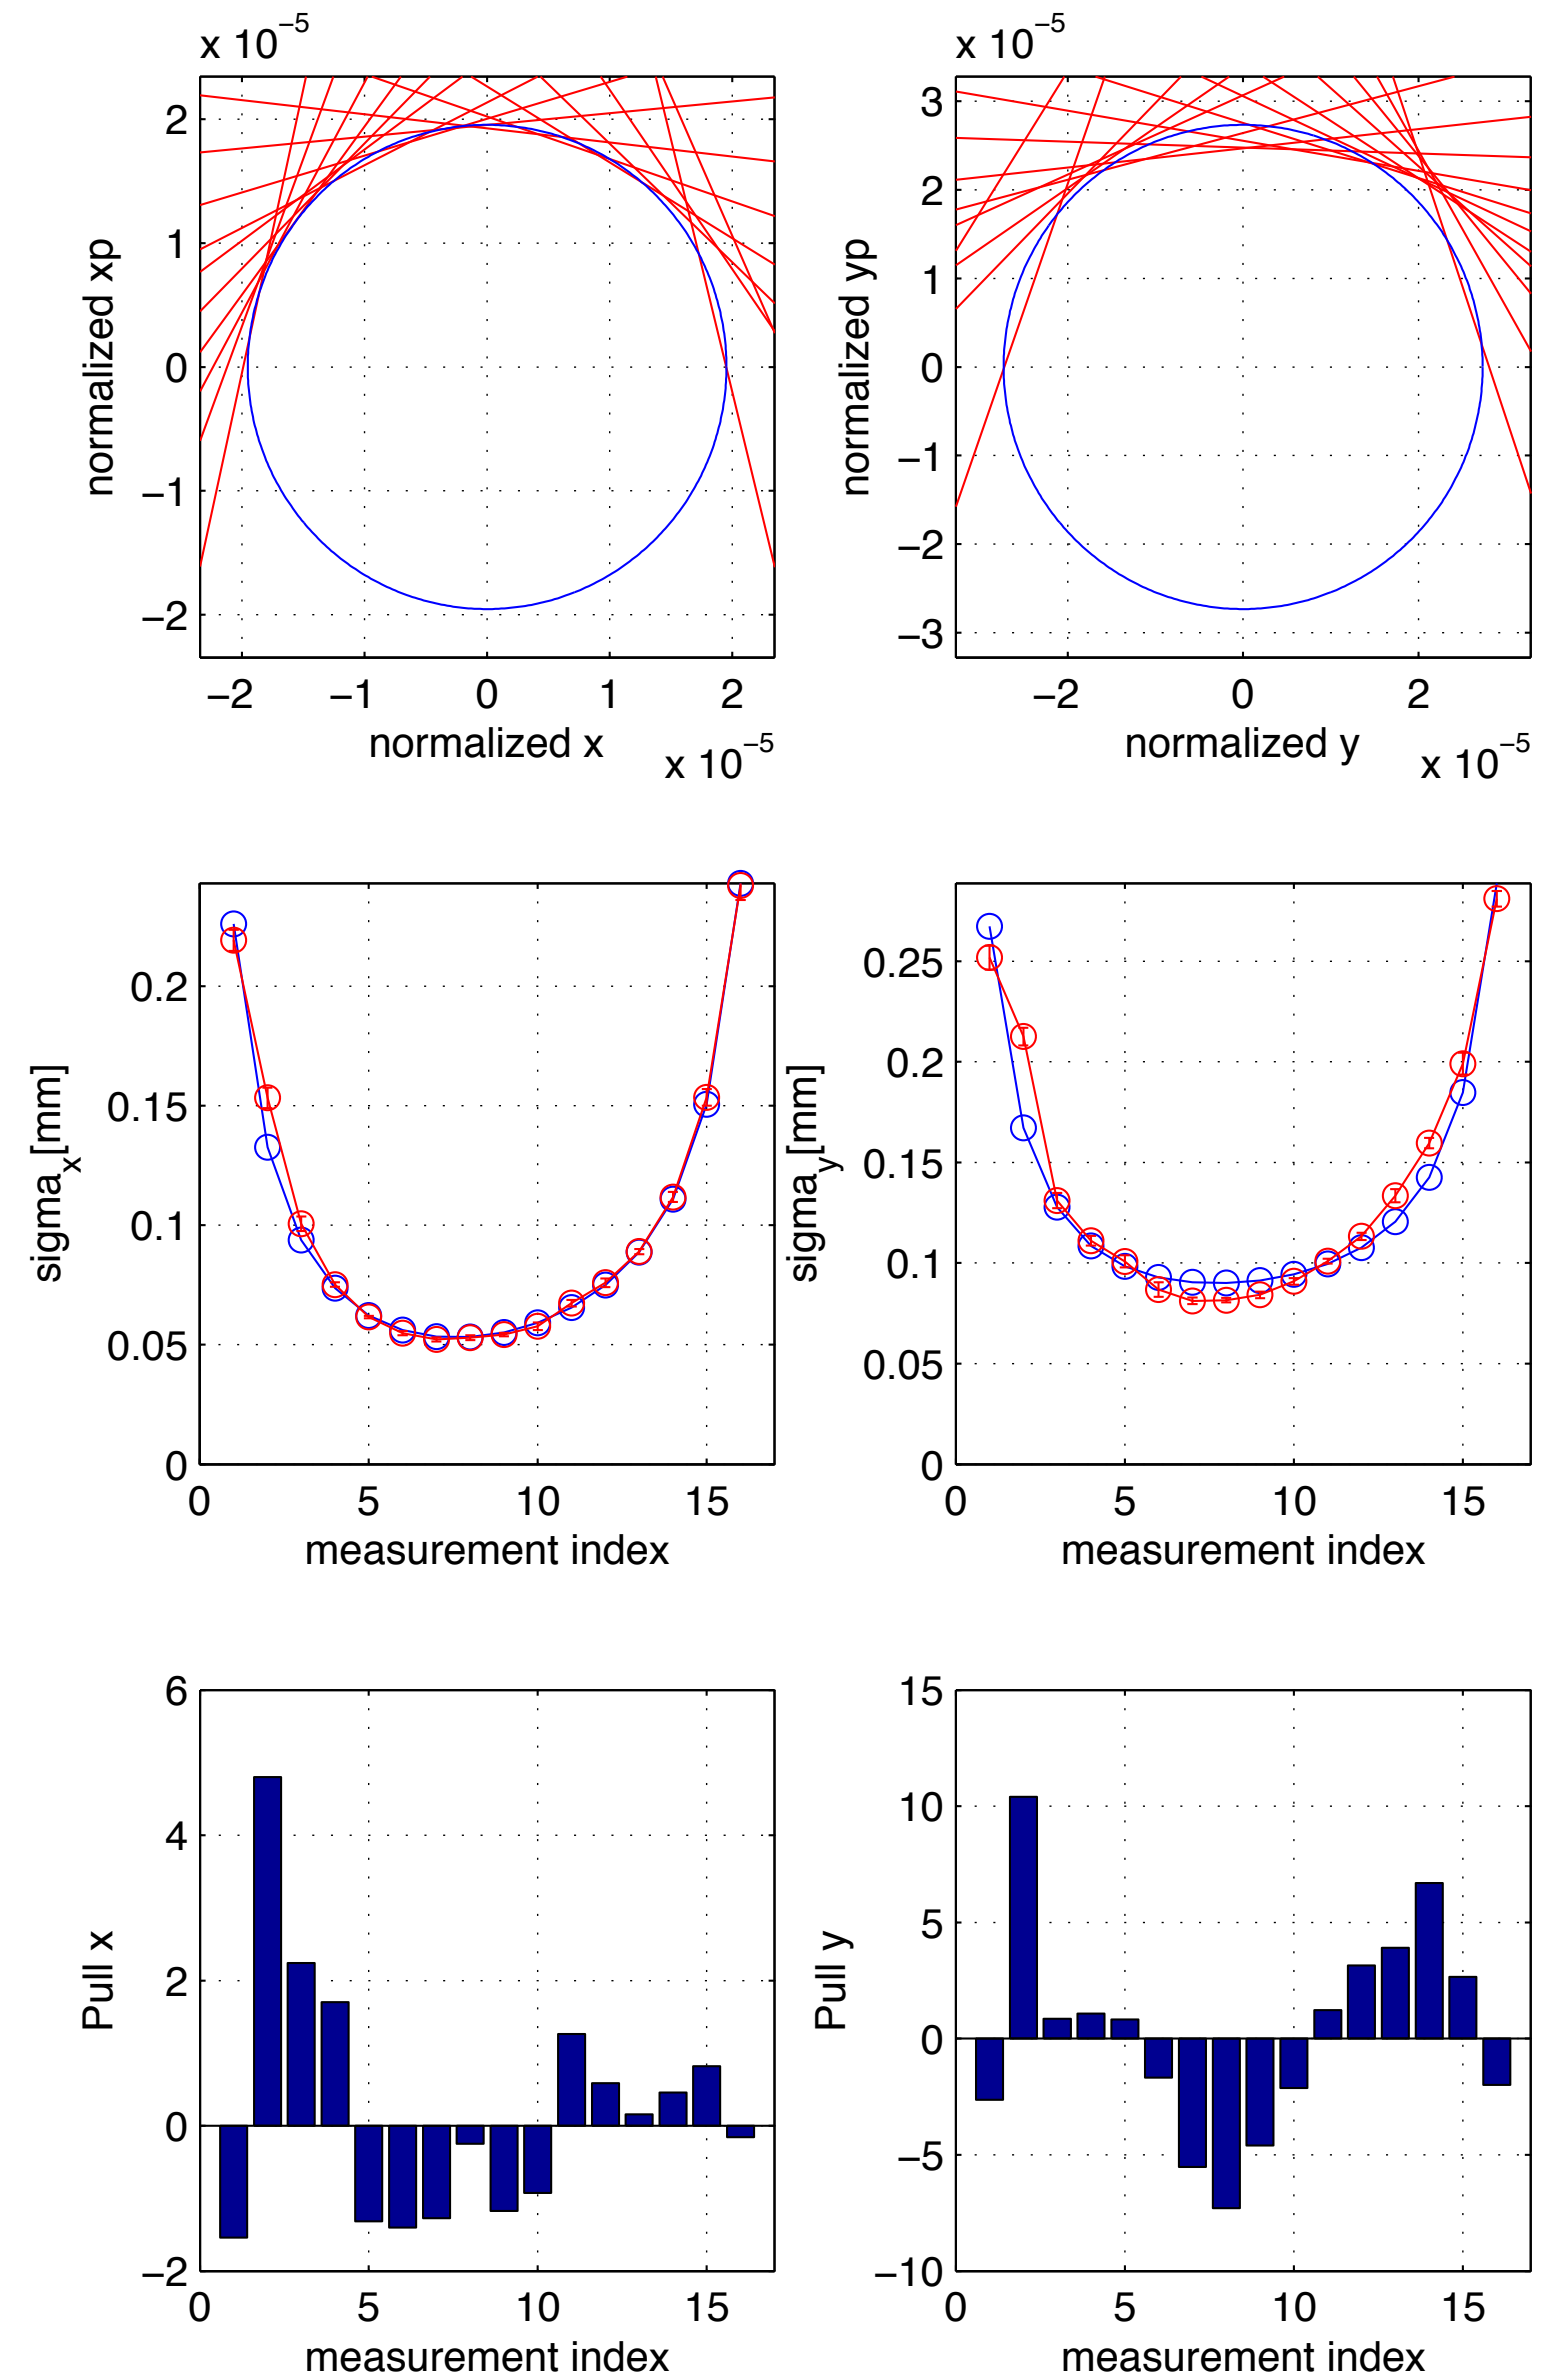 x 10−5
2
1
0
−1
−2
normalized xp
−2 −1 0 1 2
normalized x
x 10−5
x 10−5
3
2
1
0
−1
−2
−3
normalized yp
−2 0 2
normalized y
x 10−5
0.2
0.15
0.1
0.05
0
sigmax[mm]
0 5 10 15
measurement index
0.25
0.2
0.15
0.1
0.05
0
sigmay[mm]
0 5 10 15
measurement index
6
4
2
0
−2
Pull x
0 5 10 15
measurement index
15
10
5
0
−5
−10
Pull y
0 5 10 15
measurement index